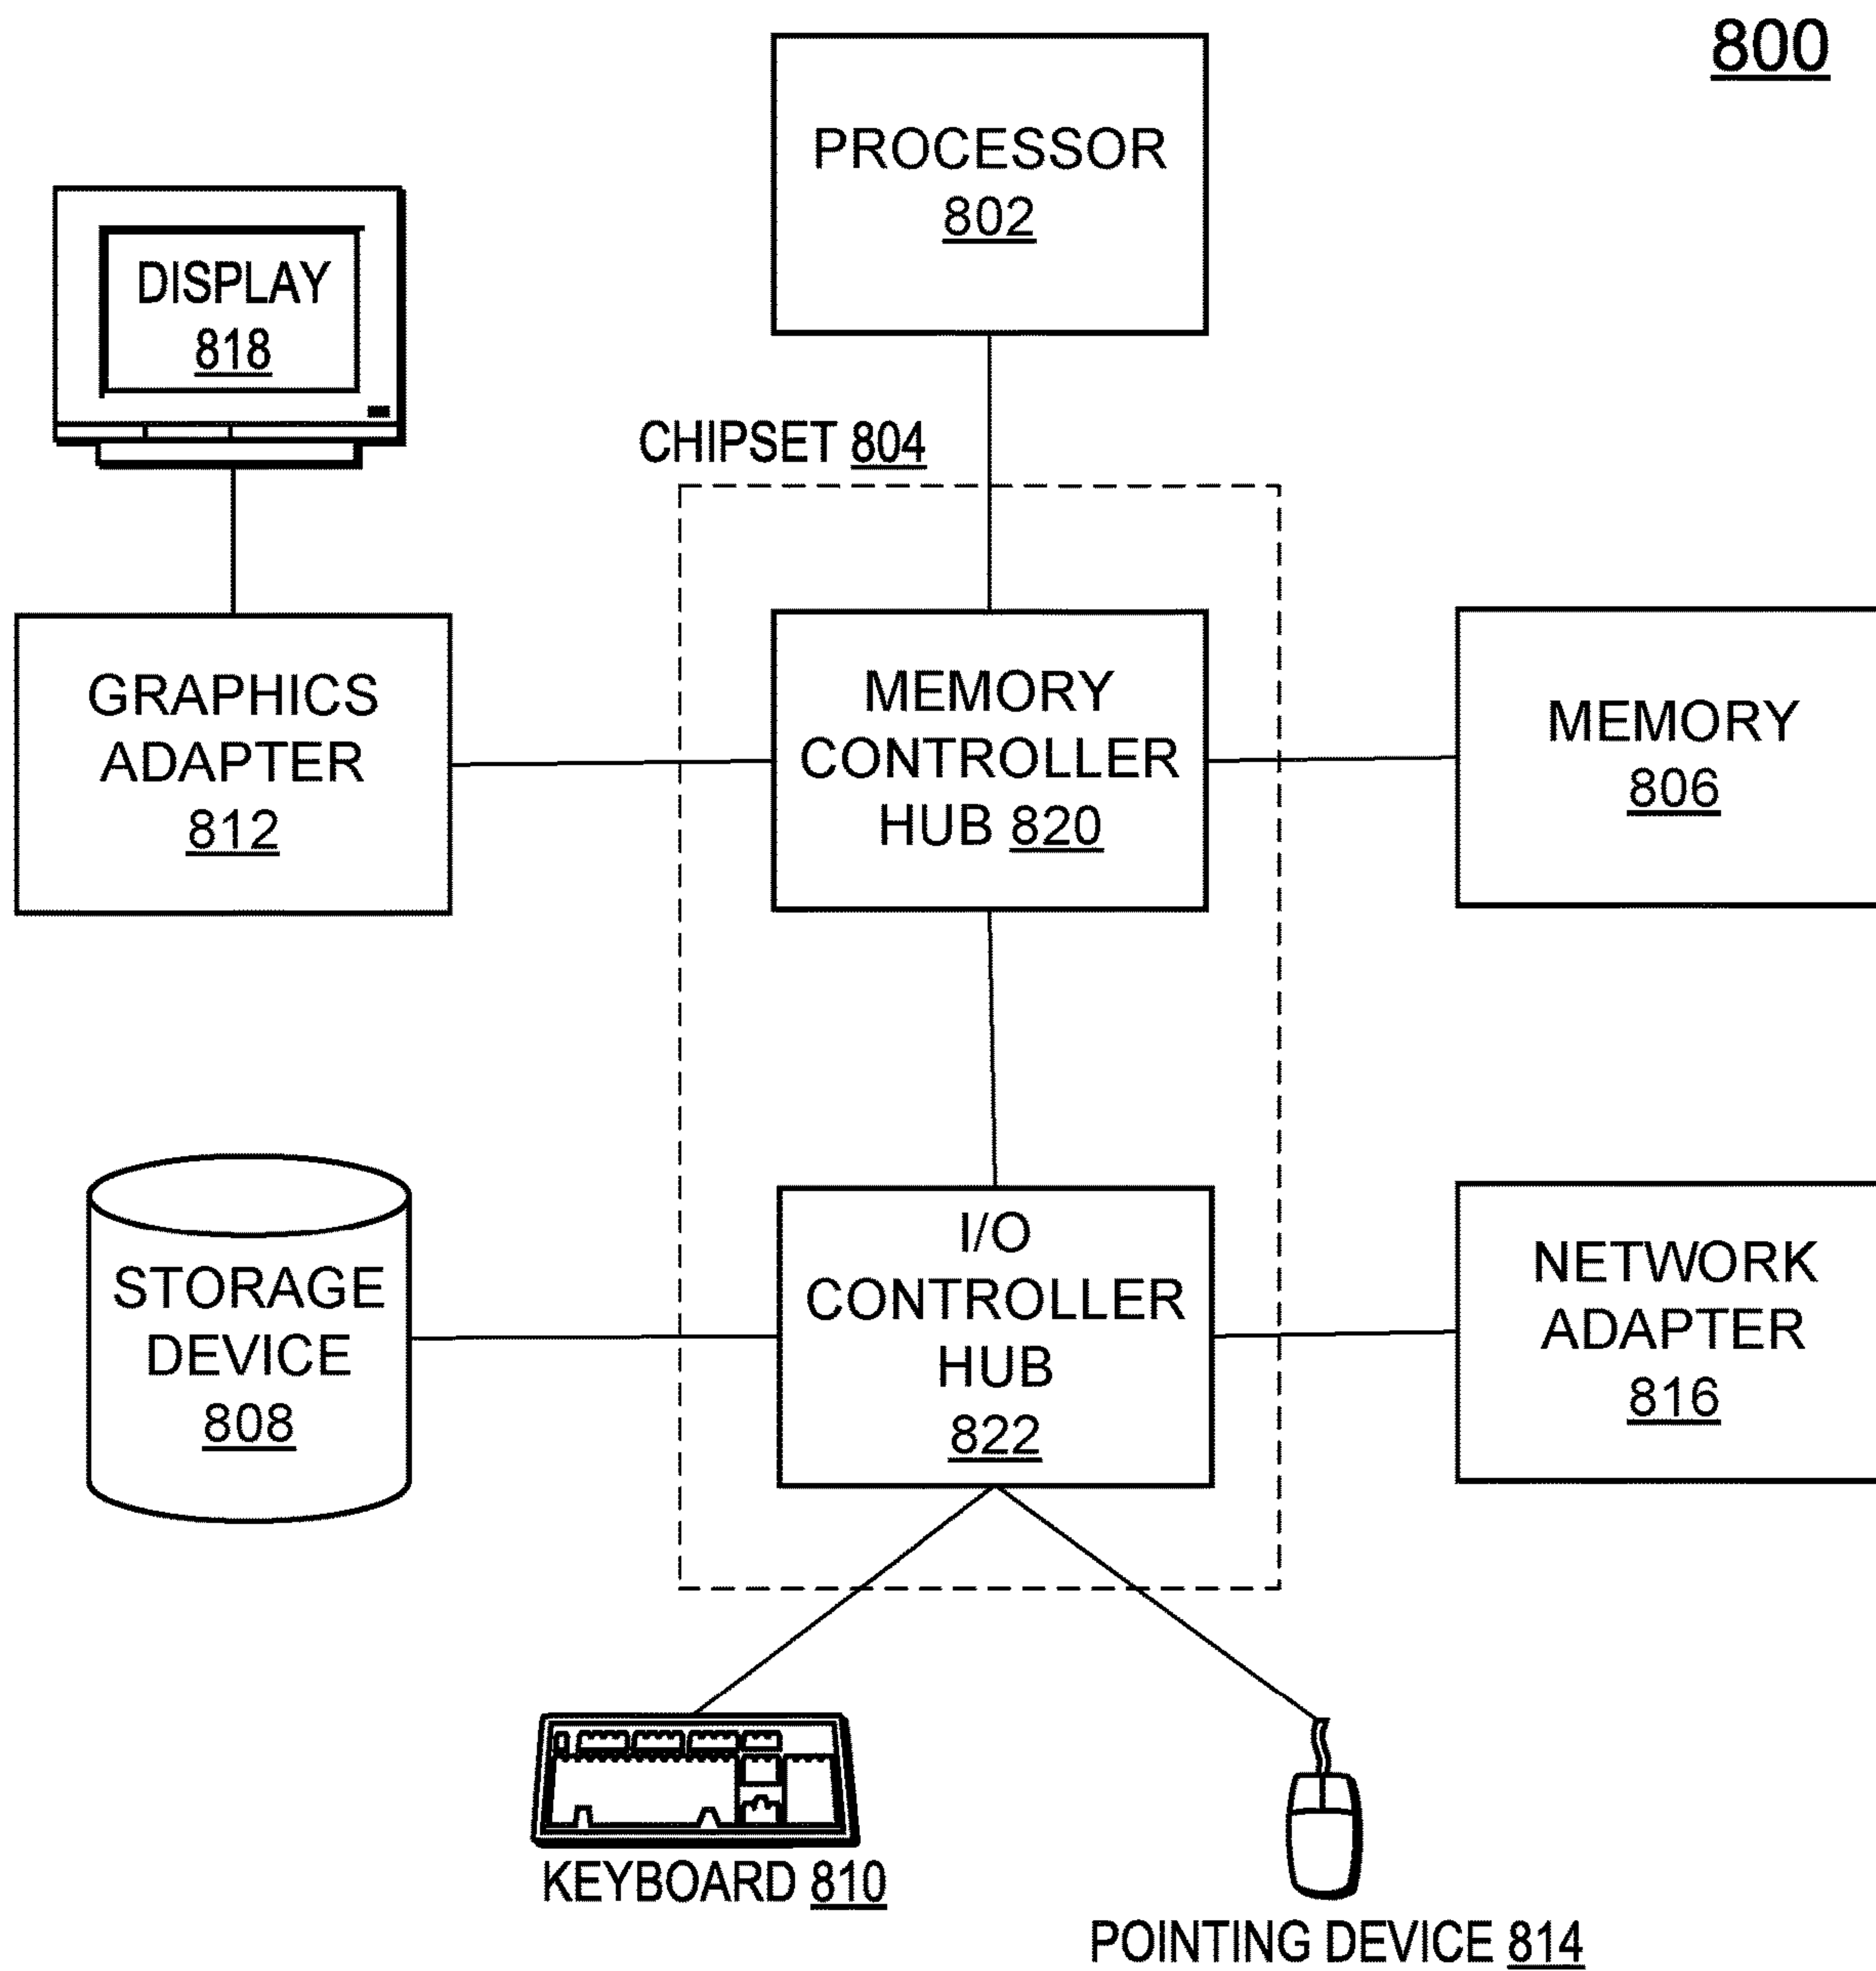 800
PROCESSOR
802
DISPLAY
818
CHIPSET 804
GRAPHICS
ADAPTER
812
MEMORY
CONTROLLER
HUB 820
MEMORY
806
STORAGE
DEVICE
808
I/O
CONTROLLER
HUB
822
NETWORK
ADAPTER
816
KEYBOARD 810
POINTING DEVICE 814